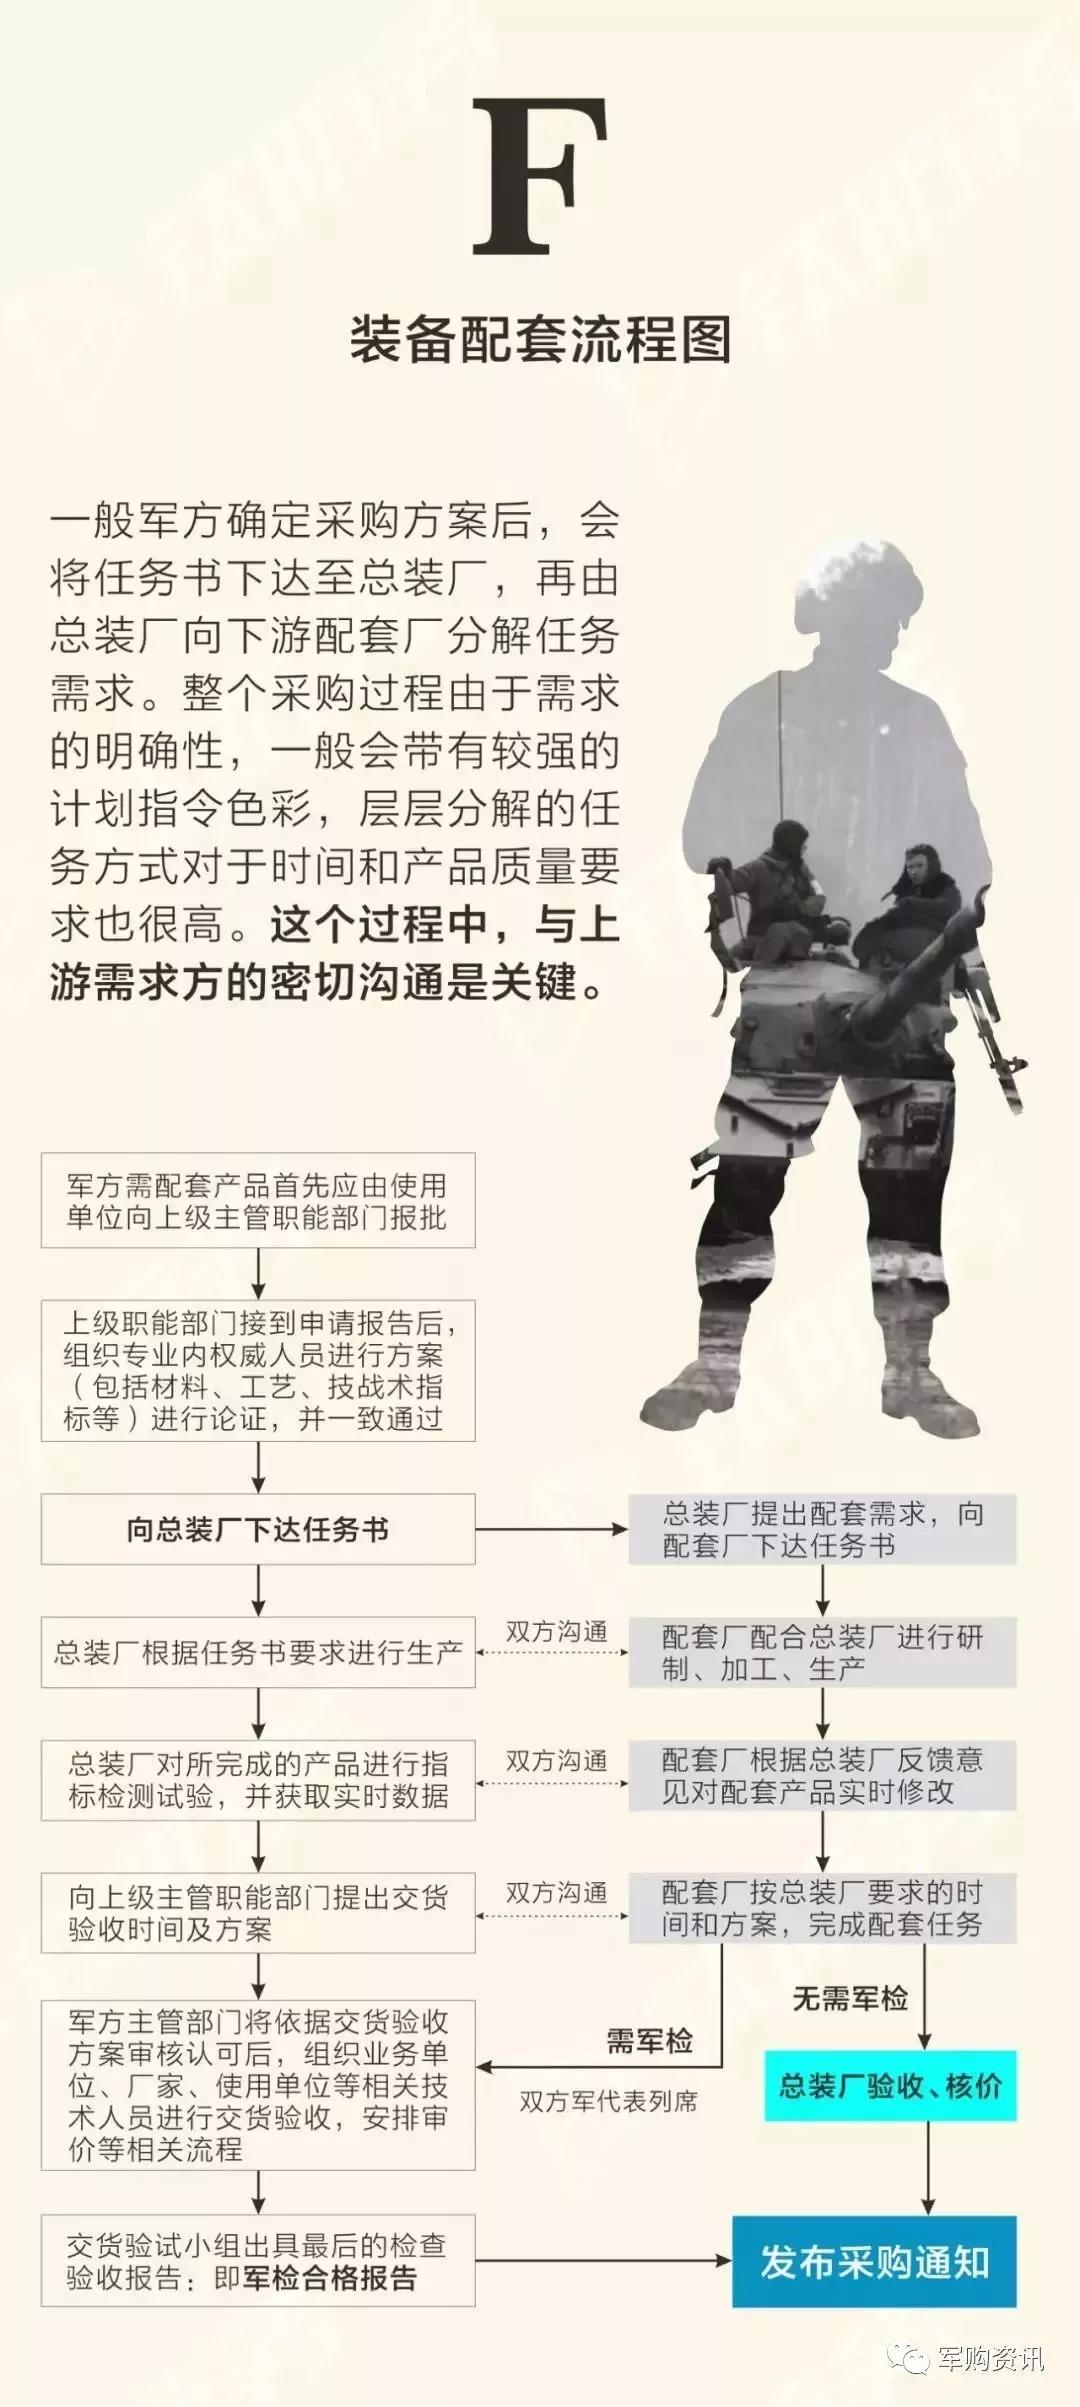 F
装备配套流程图
一般军方确定采购方案后，会
将任务书下达至总装厂，再由
总装厂向下游配套厂分解任务
需求。整个采购过程由于需求
的明确性，一般会带有较强的
计划指令色彩，层层分解的任
务方式对于时间和产品质量要
求也很高。这个过程中，与上
游需求方的密切沟通是关键。
军方需配套产品首先应由使用
单位向上级主管职能部门报批
上级职能部门接到申请报告后，
组织专业内权威人员进行方案
（包括材料、工艺、技战术指
标等）进行论证，并一致通过
向总装厂下达任务书
总装厂提出配套需求，向
配套厂下达任务书
总装厂根据任务书要求进行生产
双方沟通
配套厂配合总装厂进行研
制、加工、生产
总装厂对所完成的产品进行指
标检测试验，并获取实时数据
双方沟通
配套厂根据总装厂反馈意
见对配套产品实时修改
向上级主管职能部门提出交货
验收时间及方案
双方沟通
配套厂按总装厂要求的时
间和方案，完成配套任务
无需军检
需军检
双方军代表列席
军方主管部门将依据交货验收
方案审核认可后，组织业务单
位、厂家、使用单位等相关技
术人员进行交货验收，安排审
价等相关流程
总装厂验收、核价
交货验试小组出具最后的检查
验收报告：即军检合格报告
发布采购通知
军购资讯